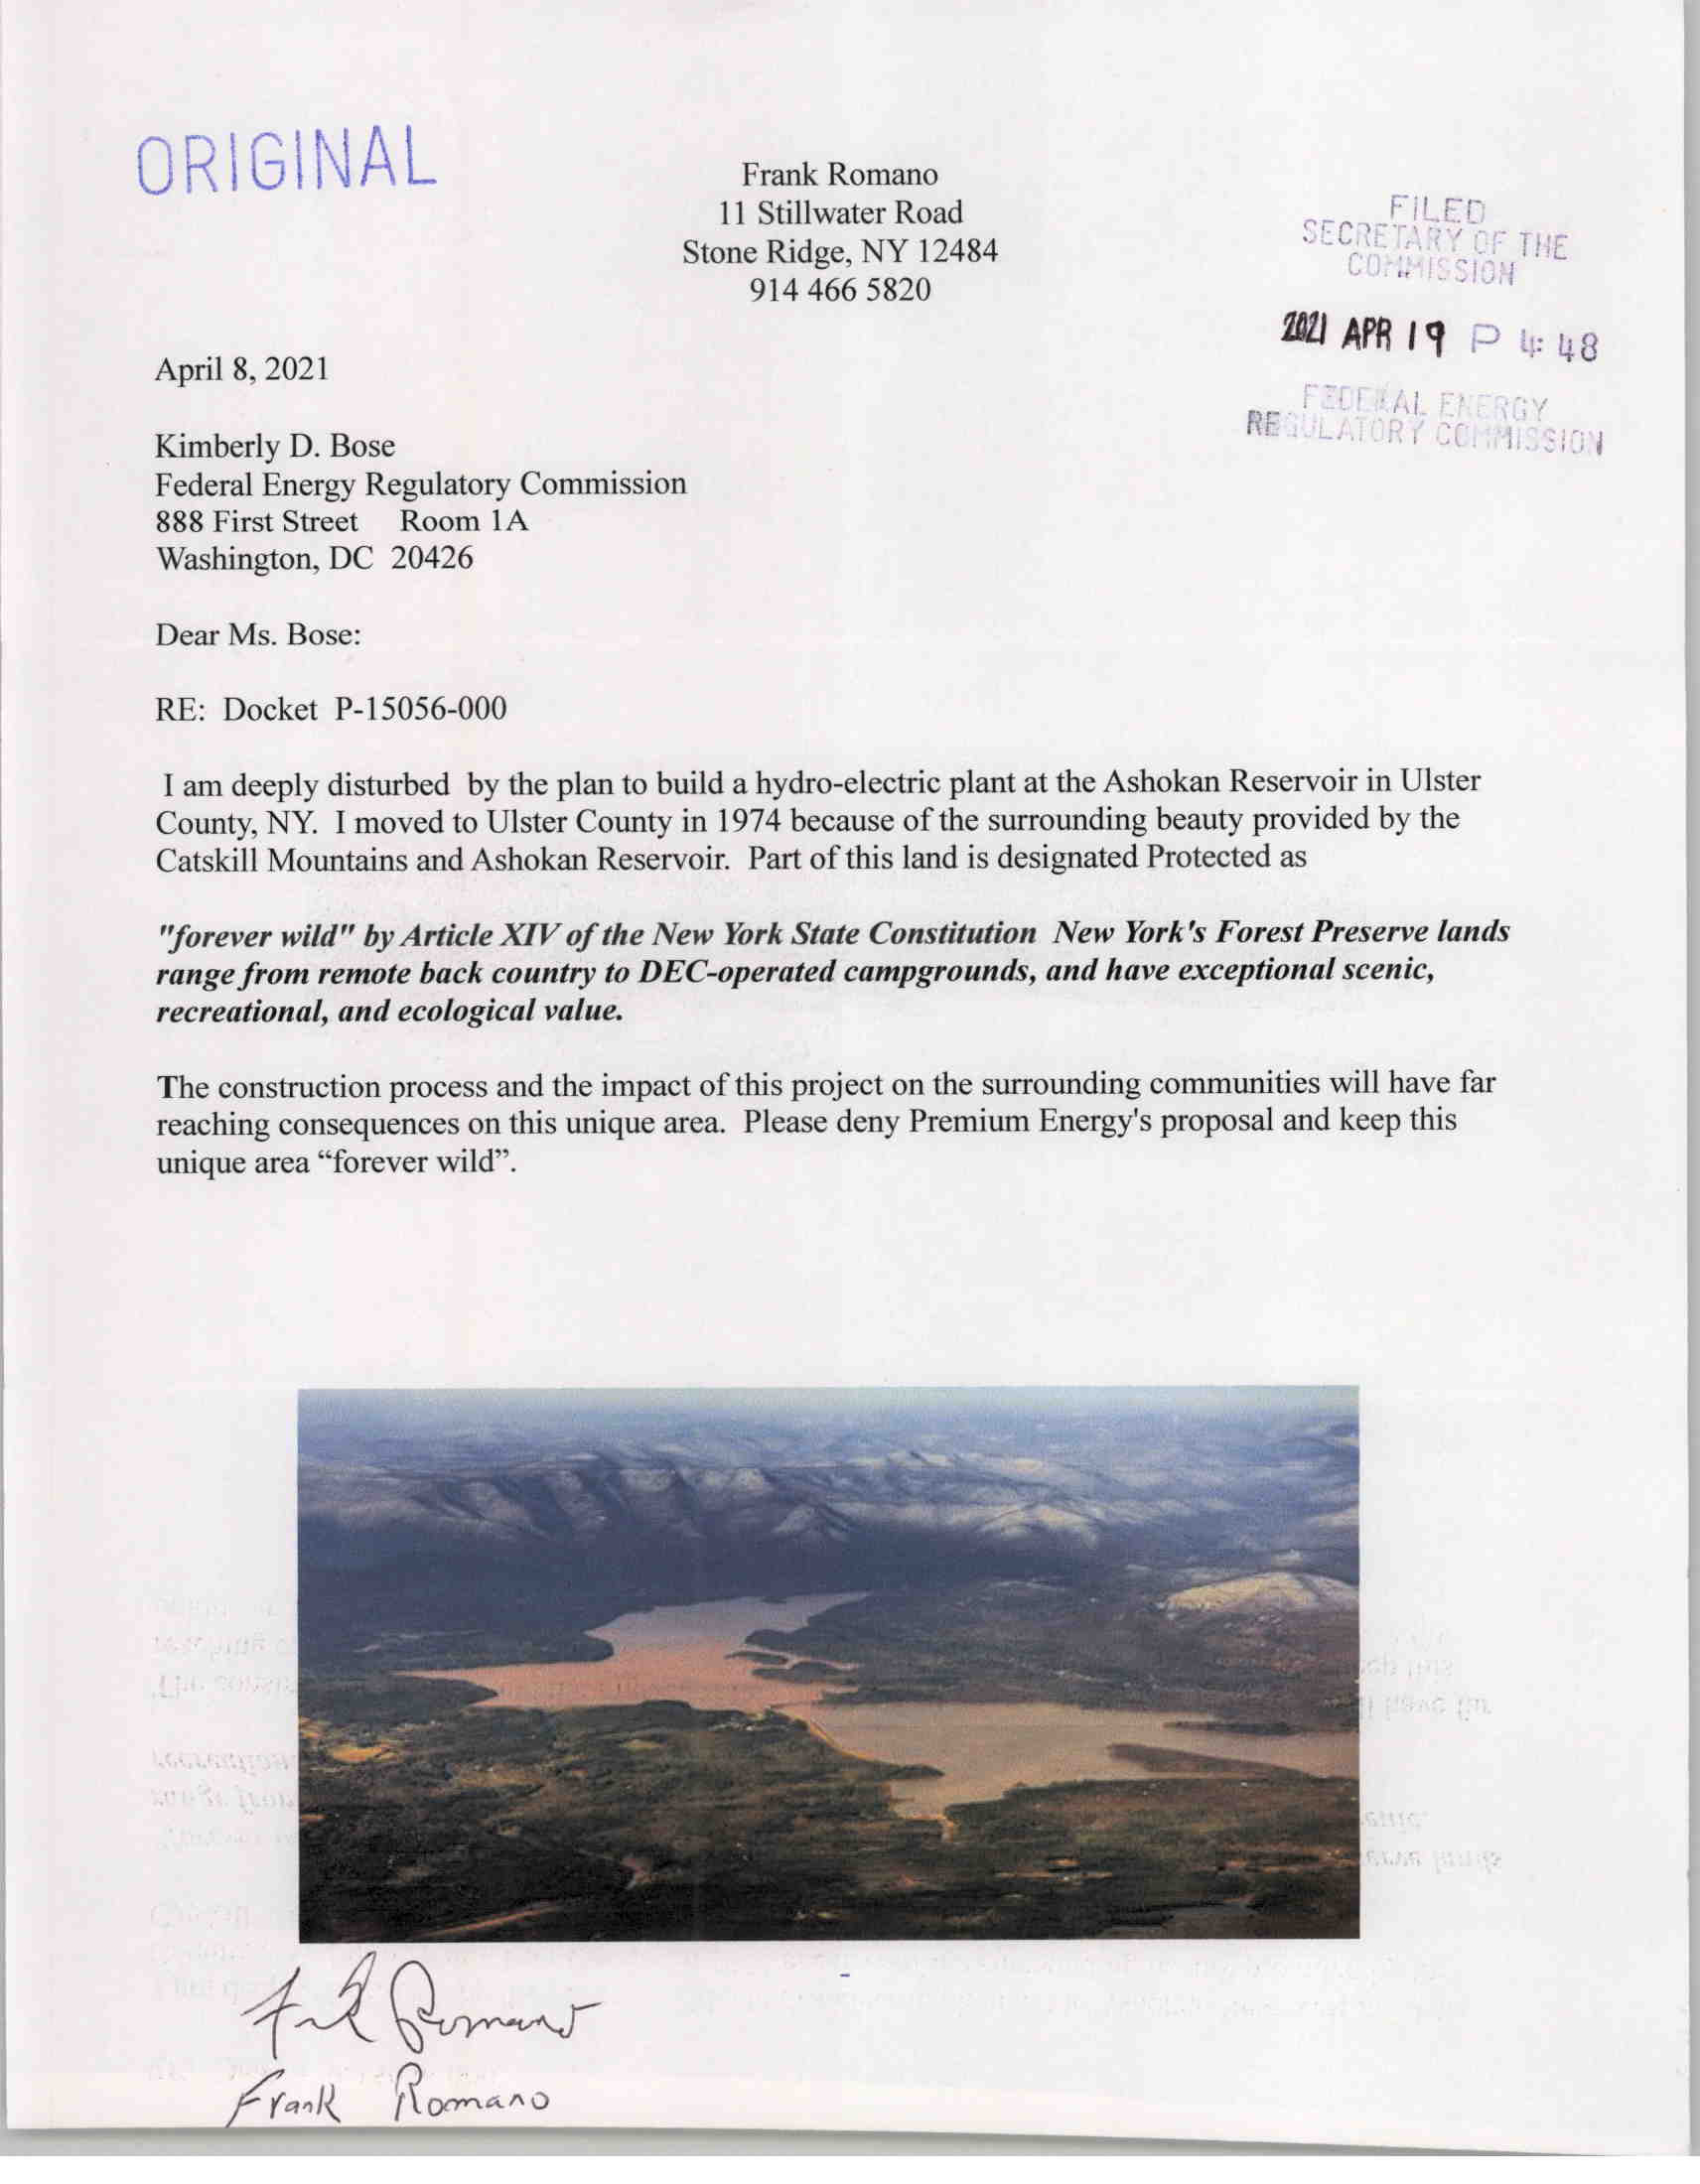 ORIGINAL
Frank Romano
11 Stillwater Road
Stone Ridge, NY 12484
914 466 5820
FILED
SECRETARY OF THE
COMMISSION
2021 APR 19 P 4: 48
FEDERAL ENERGY
REGULATORY COMMISSION
April 8, 2021
Kimberly D. Bose
Federal Energy Regulatory Commission
888 First Street Room 1A
Washington, DC 20426
Dear Ms. Bose:
RE: Docket P-15056-000
I am deeply disturbed by the plan to build a hydro-electric plant at the Ashokan Reservoir in Ulster
County, NY. I moved to Ulster County in 1974 because of the surrounding beauty provided by the
Catskill Mountains and Ashokan Reservoir. Part of this land is designated Protected as
"forever wild" by Article XIV of the New York State Constitution New York's Forest Preserve lands
range from remote back country to DEC-operated campgrounds, and have exceptional scenic,
recreational, and ecological value.
The construction process and the impact of this project on the surrounding communities will have far
reaching consequences on this unique area. Please deny Premium Energy's proposal and keep this
unique area “forever wild”.
Frank Romano
Frank Romano